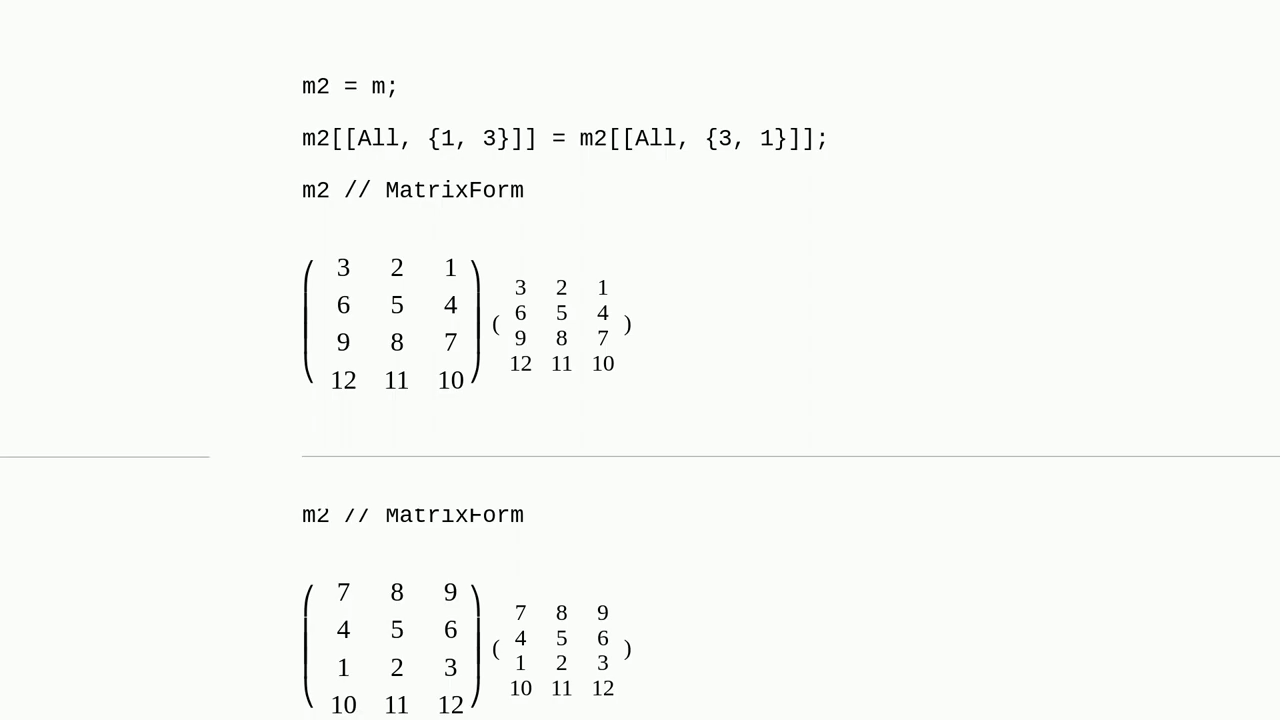 m2 = m;
m2[[All, {1, 3}]] = m2[[All, {3, 1}]];
m2 // MatrixForm
3 2 1 3 2 1
6 5 4 ( 6 5 4 )
9 8 7 9 8 7
12 11 10 12 11 10
m2 // MatrixForm
7 8 9 7 8 9
4 5 6 ( 4 5 6 )
1 2 3 1 2 3
10 11 12 10 11 12